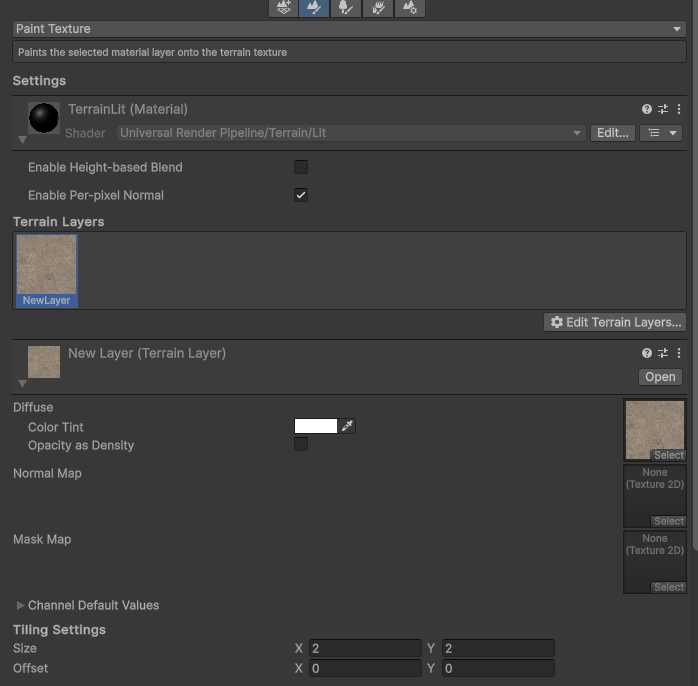 Paint Texture
Paints the selected material layer onto the terrain texture
Settings
TerrainLit (Material)
Shader Universal Render Pipeline/Terrain/Lit Edit...
Enable Height-based Blend
Enable Per-pixel Normal
Terrain Layers
NewLayer
Edit Terrain Layers...
New Layer (Terrain Layer)
Open
Diffuse
Color Tint
Opacity as Density
Select
Normal Map
None
(Texture 2D)
Select
Mask Map
None
(Texture 2D)
Select
Channel Default Values
Tiling Settings
Size X 2 Y 2
Offset X 0 Y 0